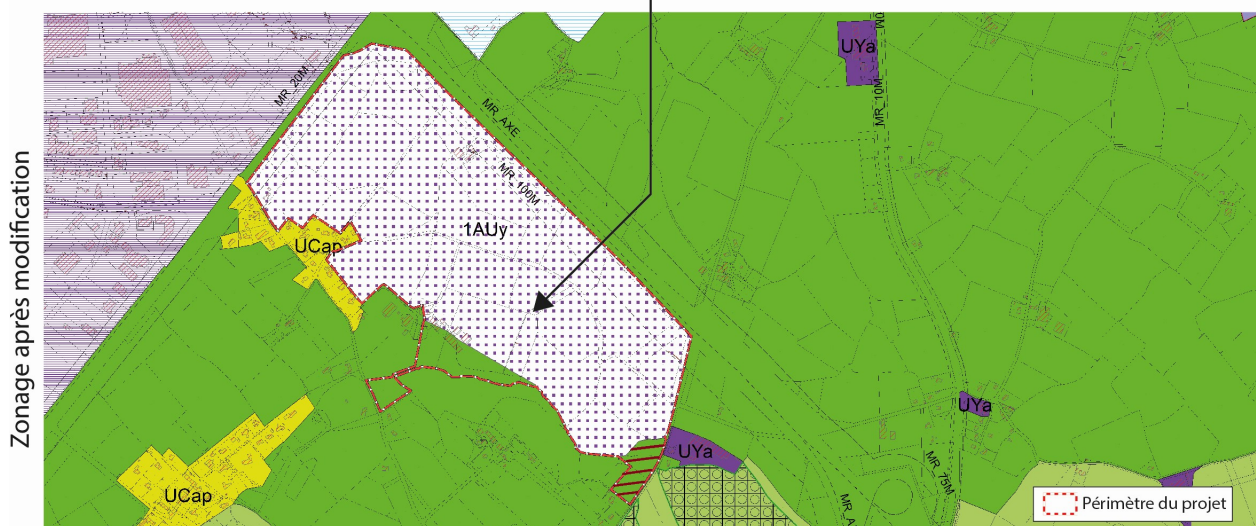 Zonage après modification
MR_20M
MR_AXE
MR_100M
1AUy
UCap
UCap
UYa
MR_10M
UYa
UYa
MR_75M
Périmètre du projet